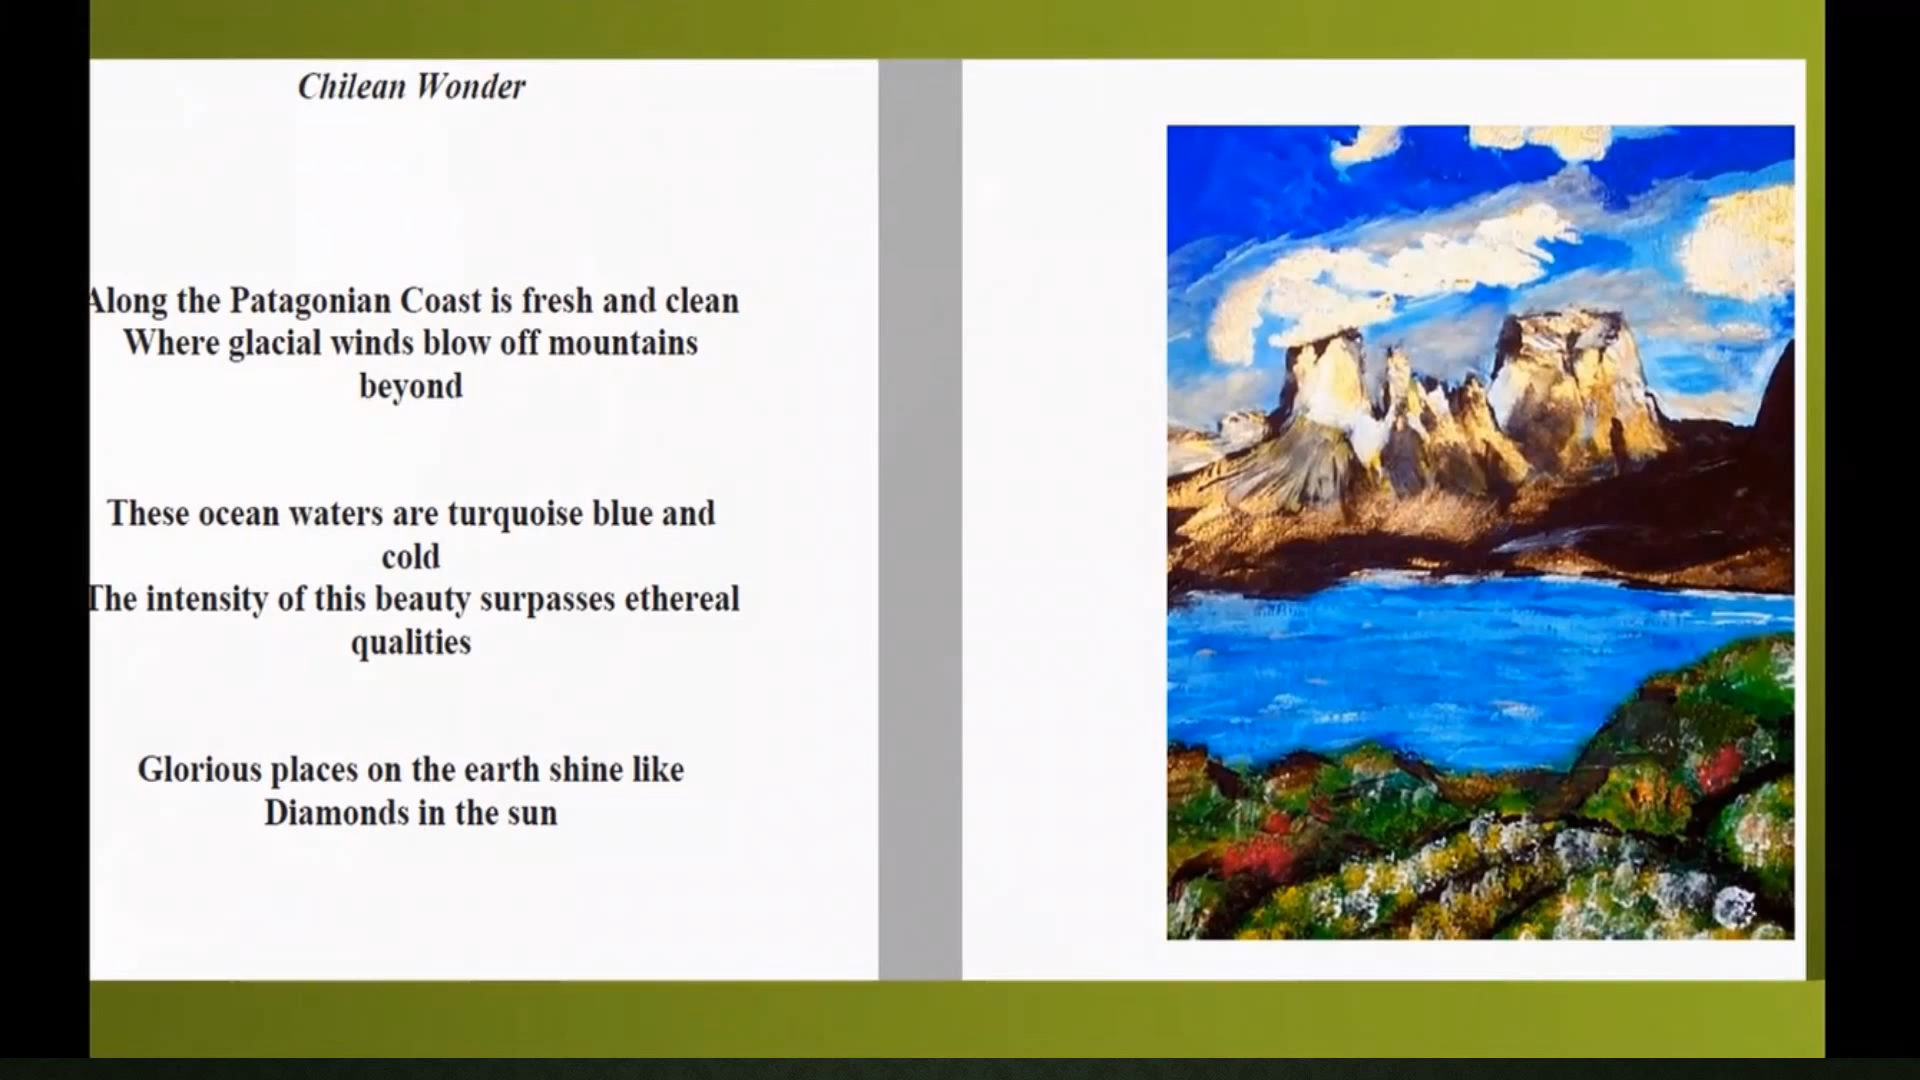 Chilean Wonder
Along the Patagonian Coast is fresh and clean
Where glacial winds blow off mountains
beyond
These ocean waters are turquoise blue and
cold
The intensity of this beauty surpasses ethereal
qualities
Glorious places on the earth shine like
Diamonds in the sun